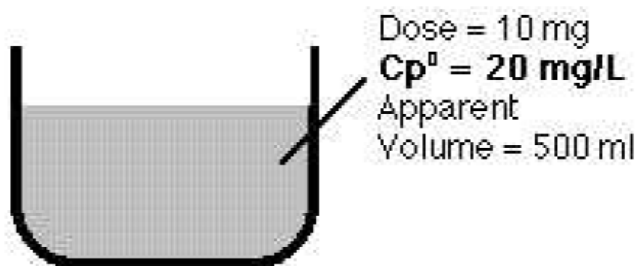 Dose = 10 mg
Cp⁰ = 20 mg/L
Apparent
Volume = 500 ml